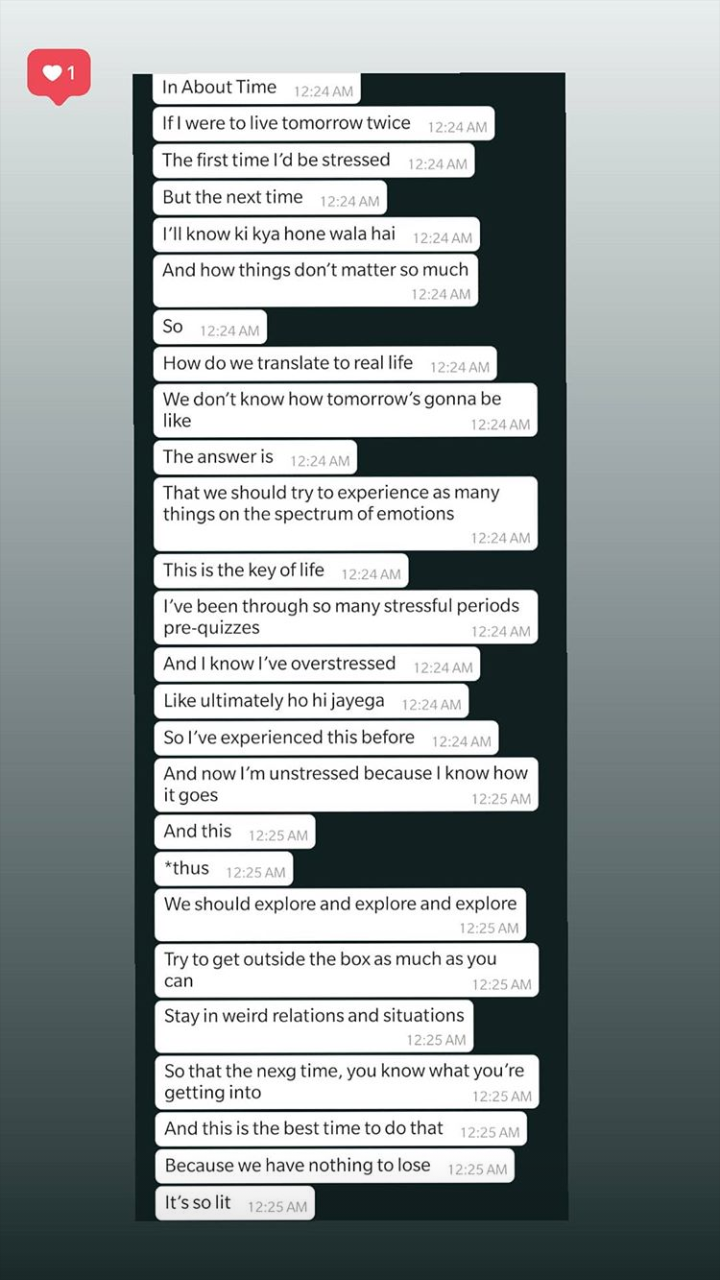 1
In About Time 12:24 AM
If I were to live tomorrow twice 12:24 AM
The first time I'd be stressed 12:24 AM
But the next time 12:24 AM
I'll know ki kya hone wala hai 12:24 AM
And how things don't matter so much
12:24 AM
So 12:24 AM
How do we translate to real life 12:24 AM
We don't know how tomorrow's gonna be
like 12:24 AM
The answer is 12:24 AM
That we should try to experience as many
things on the spectrum of emotions
12:24 AM
This is the key of life 12:24 AM
I've been through so many stressful periods
pre-quizzes 12:24 AM
And I know I've overstressed 12:24 AM
Like ultimately ho hi jayega 12:24 AM
So I've experienced this before 12:24 AM
And now I'm unstressed because I know how
it goes 12:25 AM
And this 12:25 AM
*thus 12:25 AM
We should explore and explore and explore
12:25 AM
Try to get outside the box as much as you
can 12:25 AM
Stay in weird relations and situations
12:25 AM
So that the nexg time, you know what you're
getting into 12:25 AM
And this is the best time to do that 12:25 AM
Because we have nothing to lose 12:25 AM
It's so lit 12:25 AM